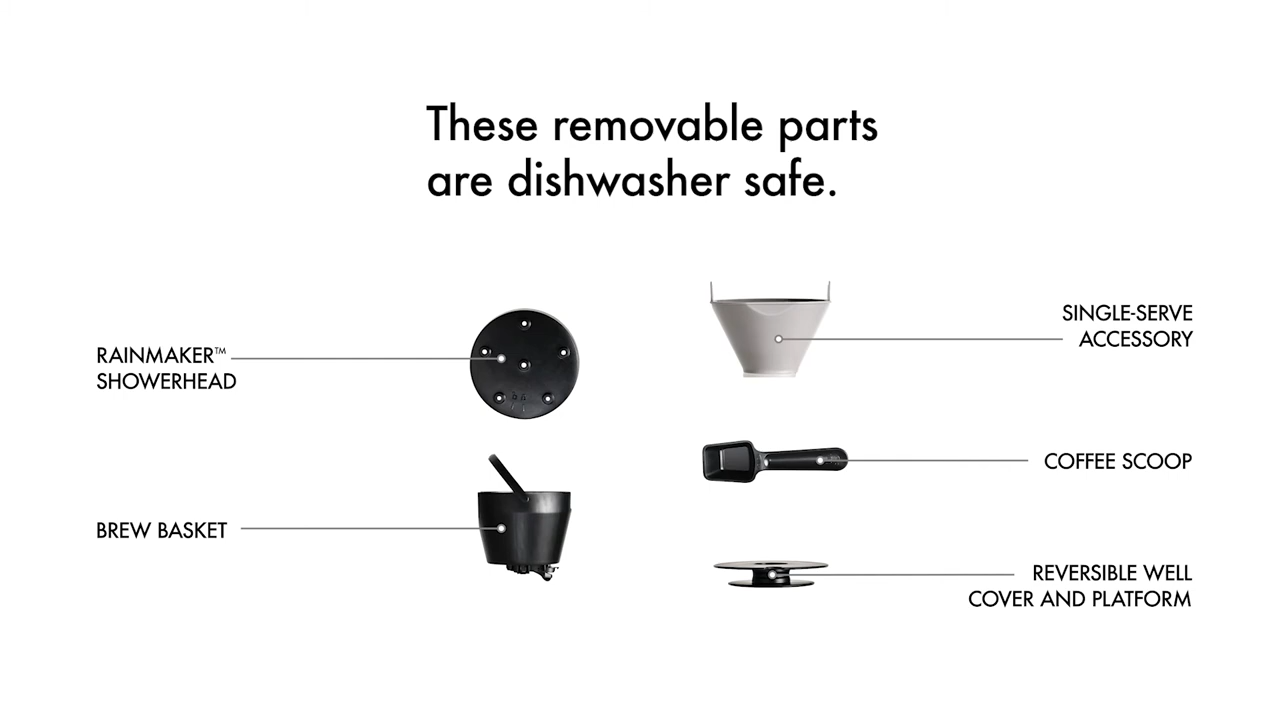 These removable parts
are dishwasher safe.
RAINMAKER™
SHOWERHEAD
BREW BASKET
SINGLE-SERVE
ACCESSORY
COFFEE SCOOP
REVERSIBLE WELL
COVER AND PLATFORM